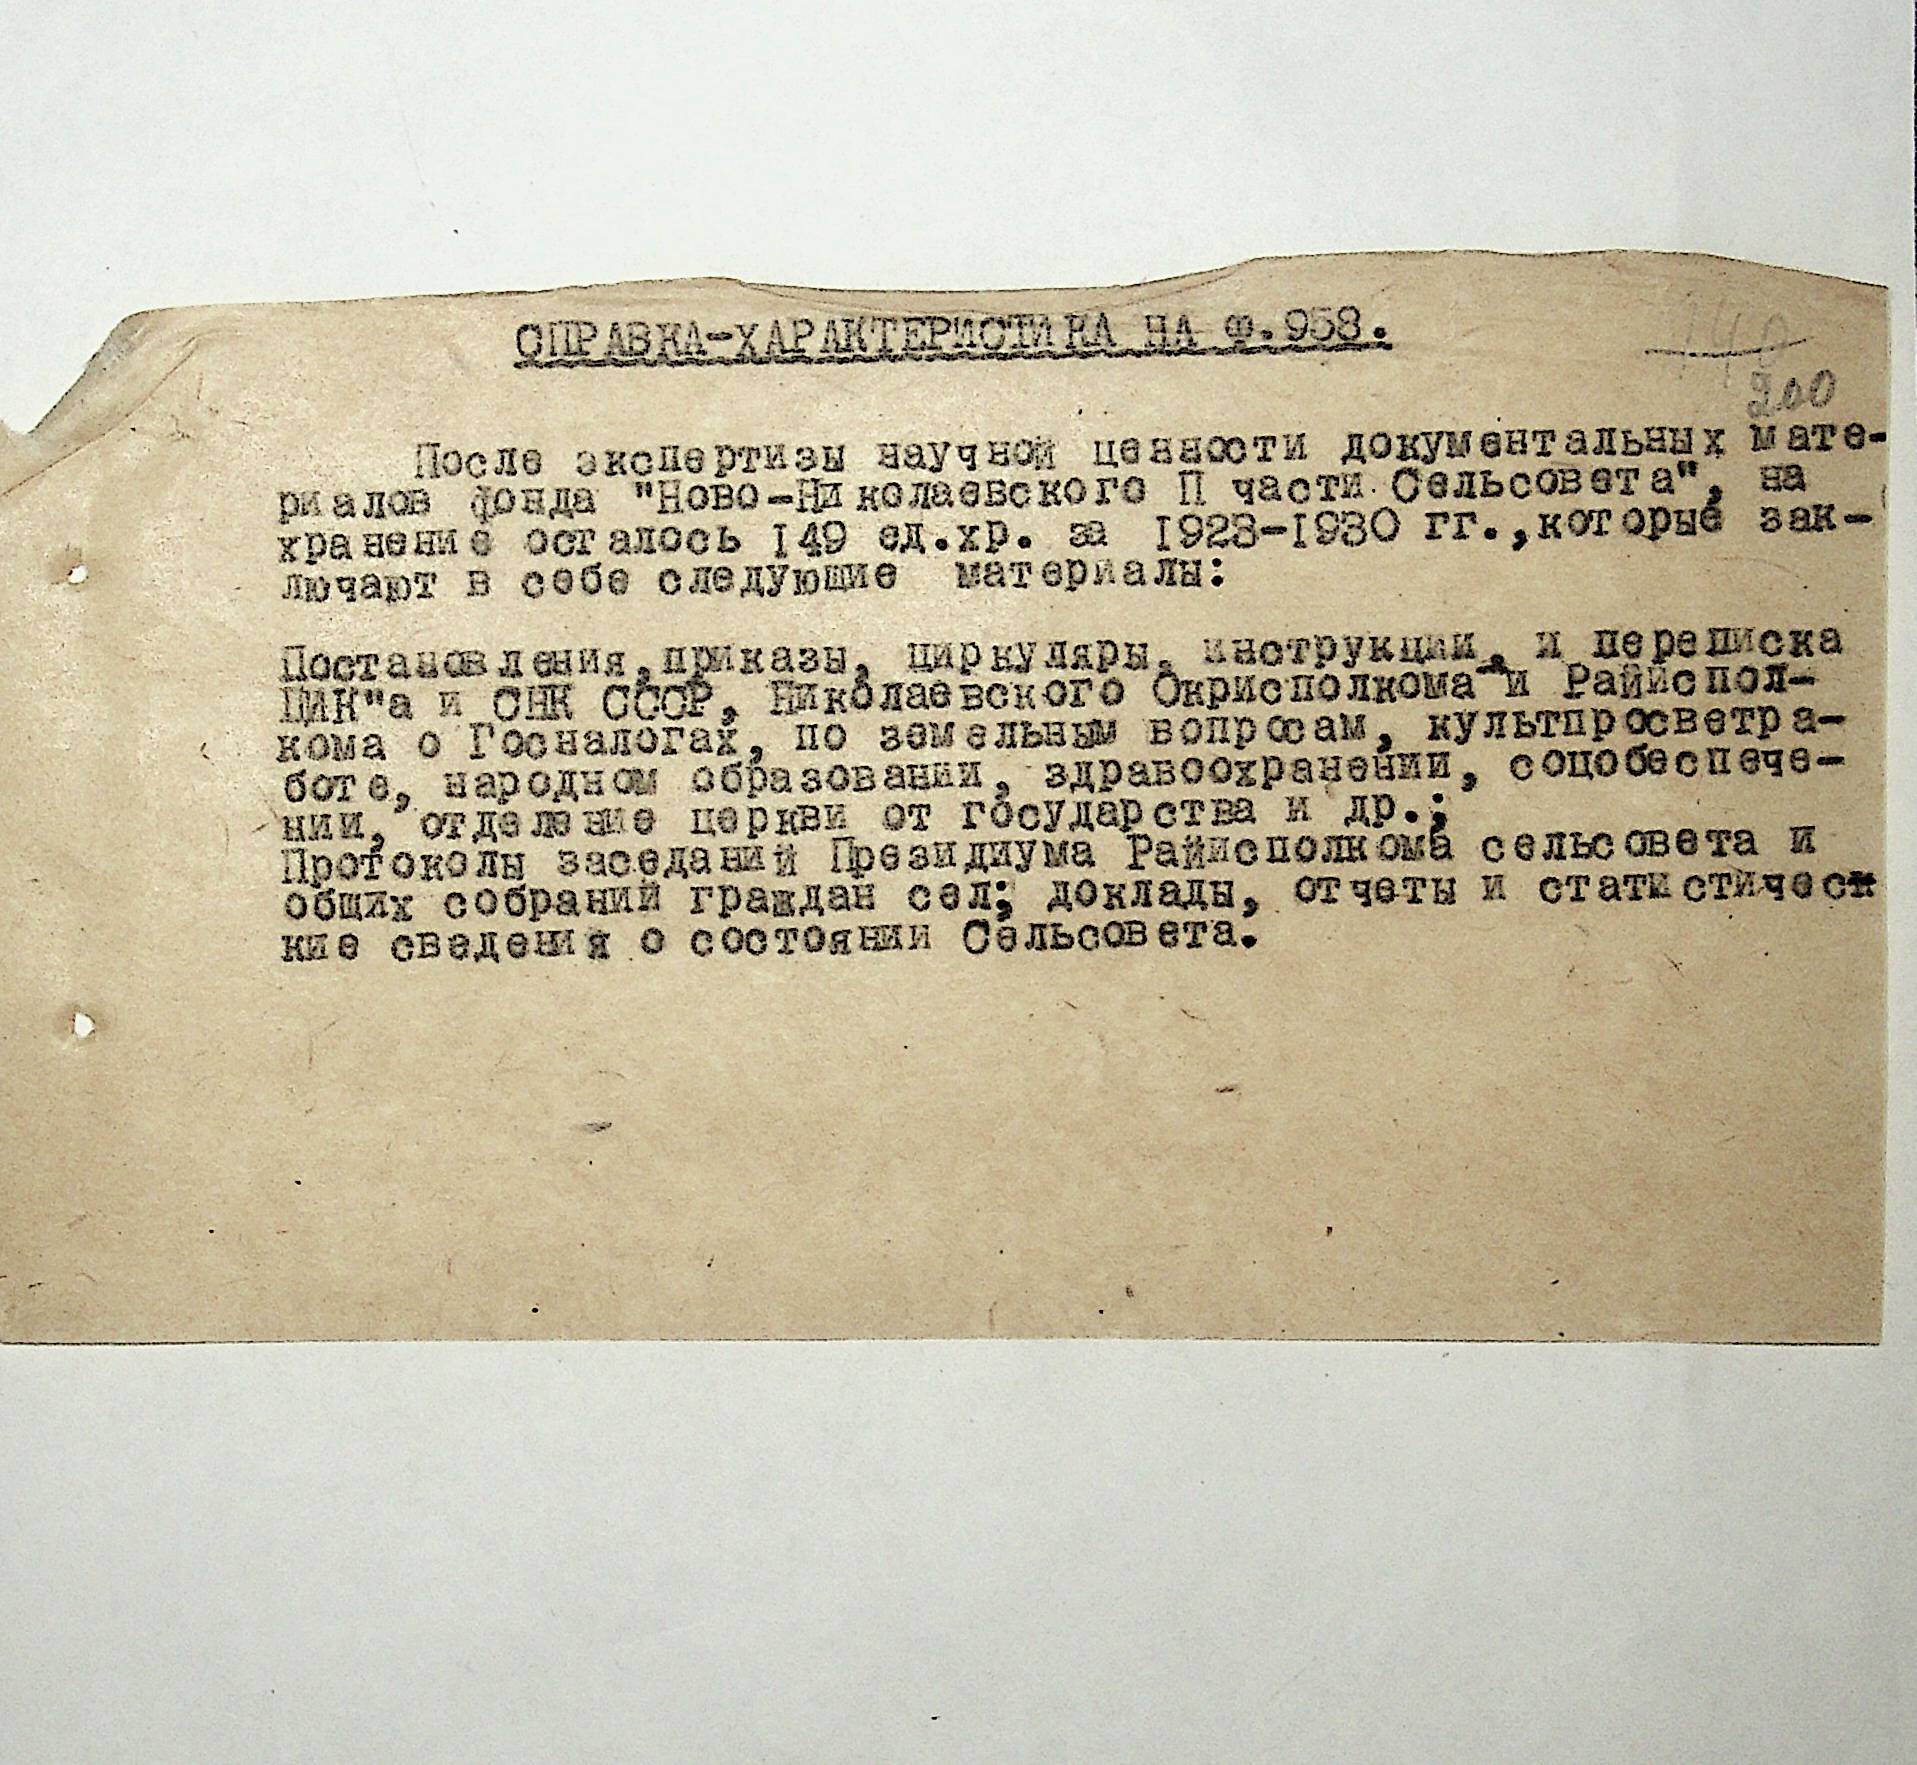 СПРАВКА-ХАРАКТЕРИСТИКА НА Ф.958.
200
После экспертизы научной ценности документальных мате-
риалов фонда "Ново-Николаевского П части Сельсовета", на
хранение осталось 149 ед.хр. за 1923-1930 гг.,которые зак-
лючают в себе следующие материалы:
Постановления,приказы, циркуляры, инструкции, и переписка
ЦИК"а и СНК СССР, Николаевского Окрисполкома и Райиспол-
кома о Госналогах, по земельным вопросам, культпросветра-
боте, народном образовании, здравоохранении, соцобеспече-
нии, отделение церкви от государства и др.;
Протоколы заседаний Президиума Райисполкома сельсовета и
общих собраний граждан сел; доклады, отчеты и статистичес-
кие сведения о состоянии Сельсовета.